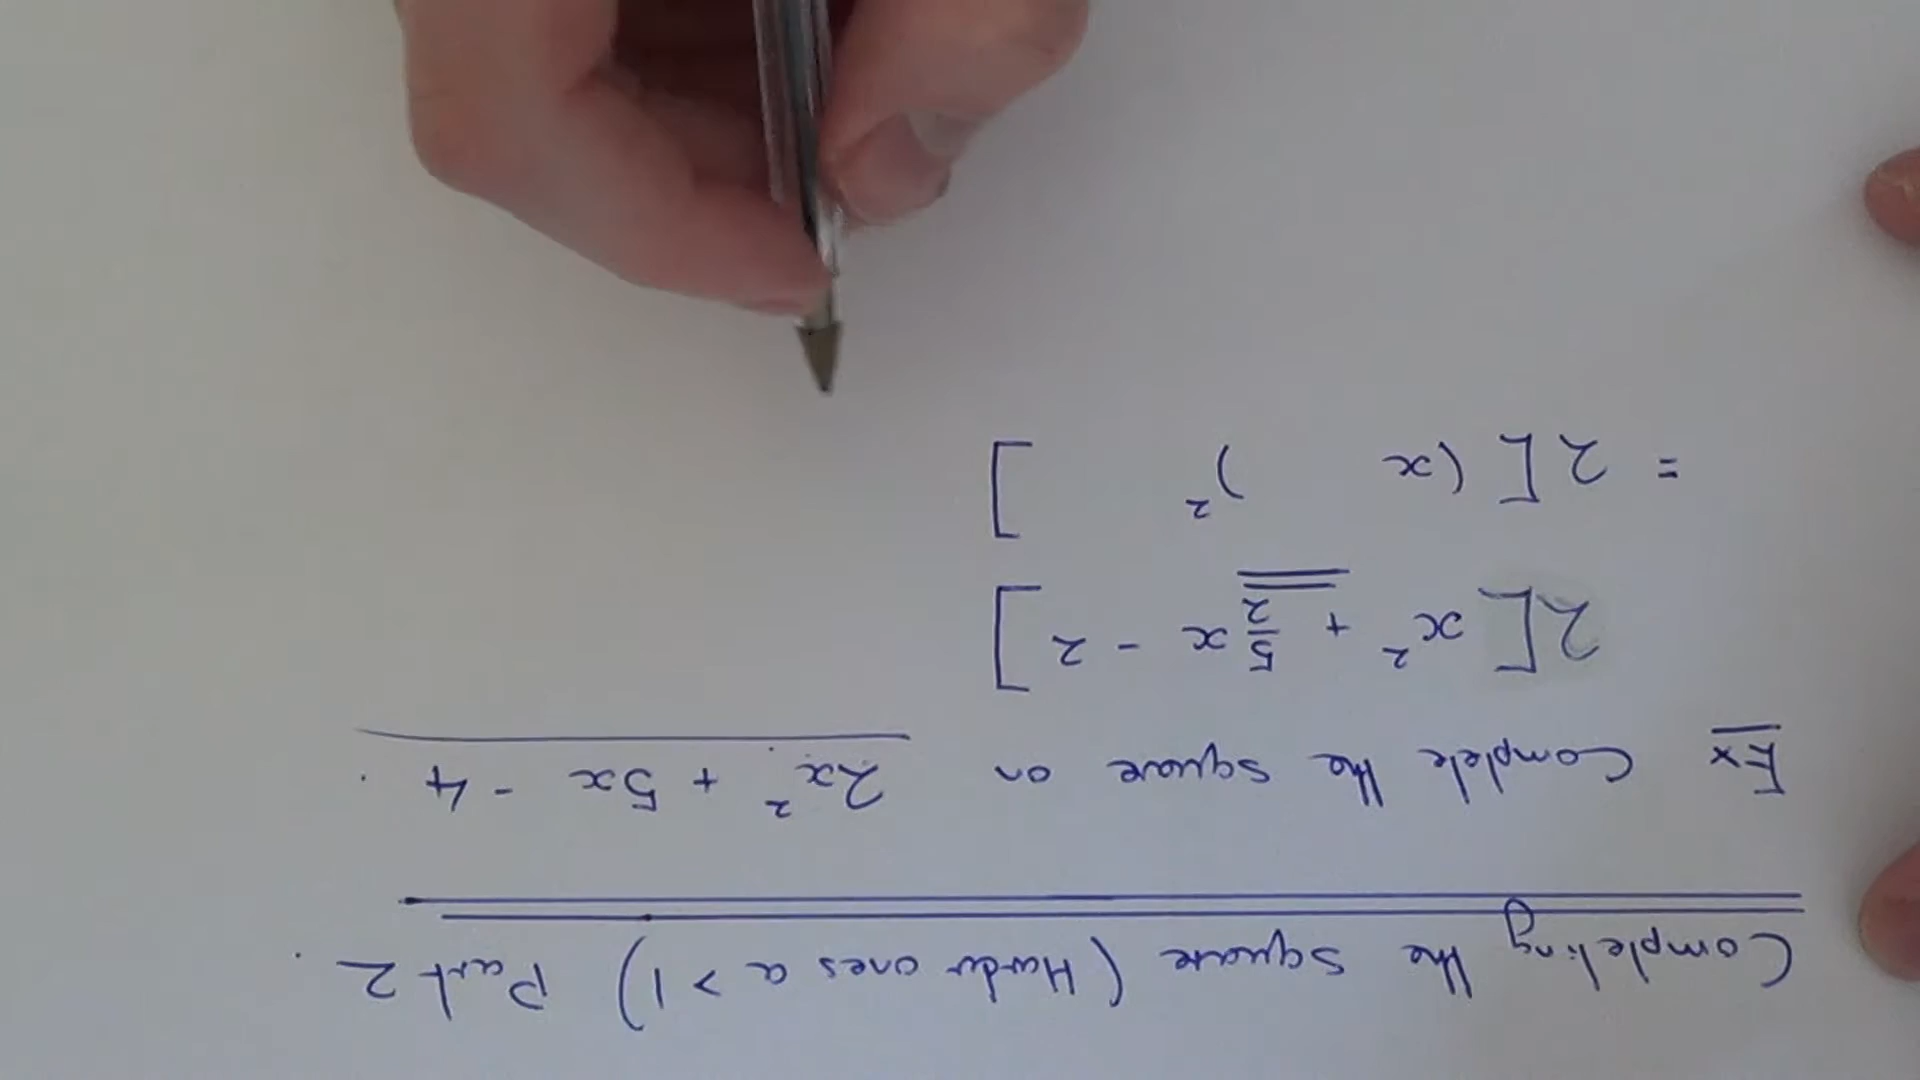 Completing the Square (Harder ones a > 1) Part 2.
Ex Complete the square on 2x² + 5x - 4.
2[x² + 5/2 x - 2]
= 2[(x )² ]